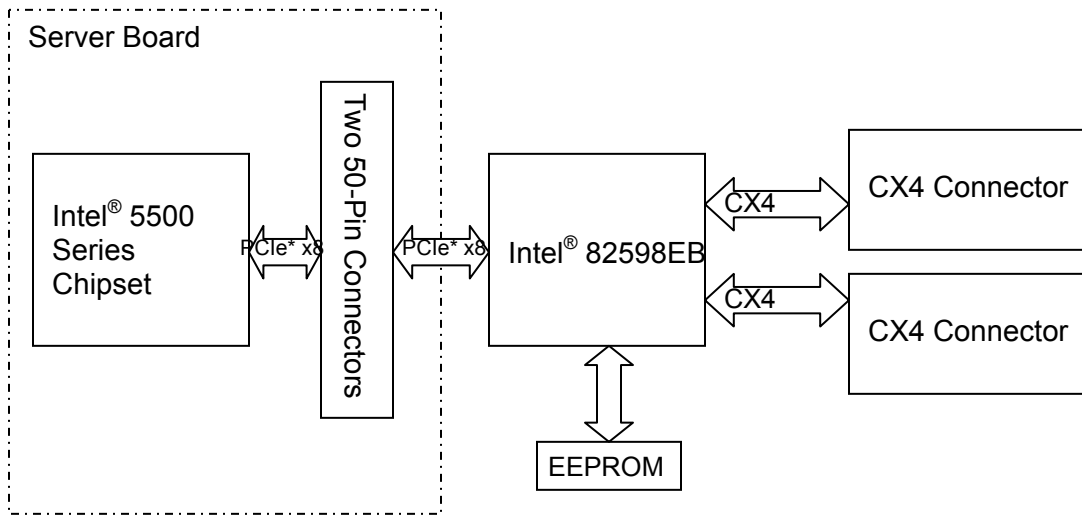 Server Board
Two 50-Pin Connectors
Intel® 5500
Series
Chipset
PCIe* x8
PCIe* x8
Intel® 82598EB
CX4
CX4 Connector
CX4
CX4 Connector
EEPROM